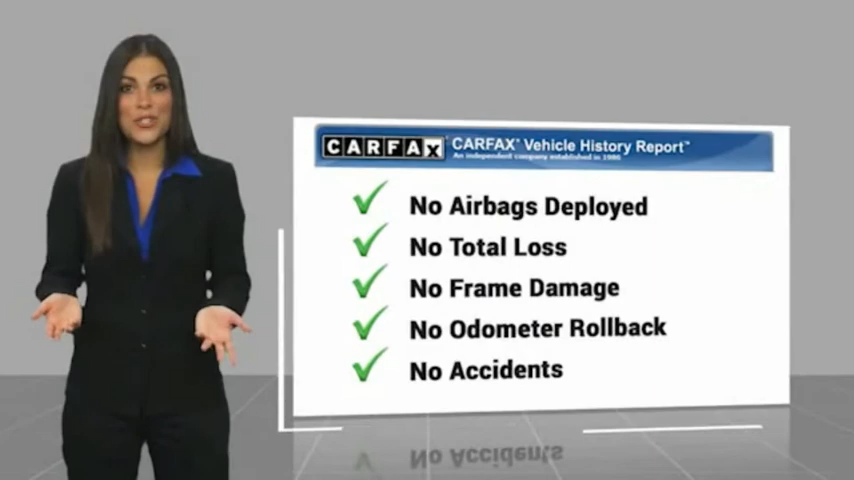 CARFAX CARFAX® Vehicle History Report™
An independent company established in 1986
No Airbags Deployed
No Total Loss
No Frame Damage
No Odometer Rollback
No Accidents
No Accidents